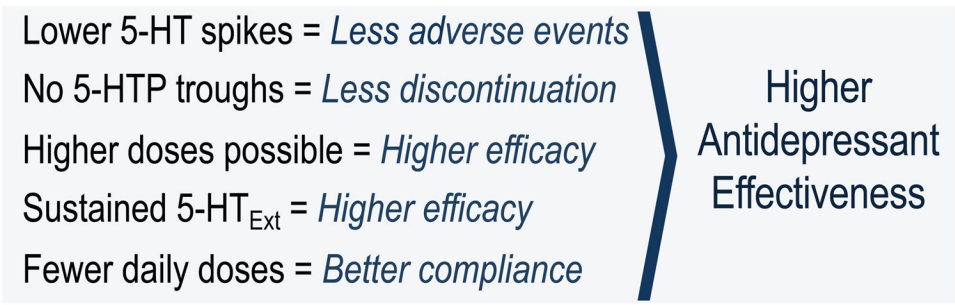 Lower 5-HT spikes = Less adverse events
No 5-HTP troughs = Less discontinuation
Higher doses possible = Higher efficacy
Sustained 5-HTExt = Higher efficacy
Fewer daily doses = Better compliance
Higher
Antidepressant
Effectiveness